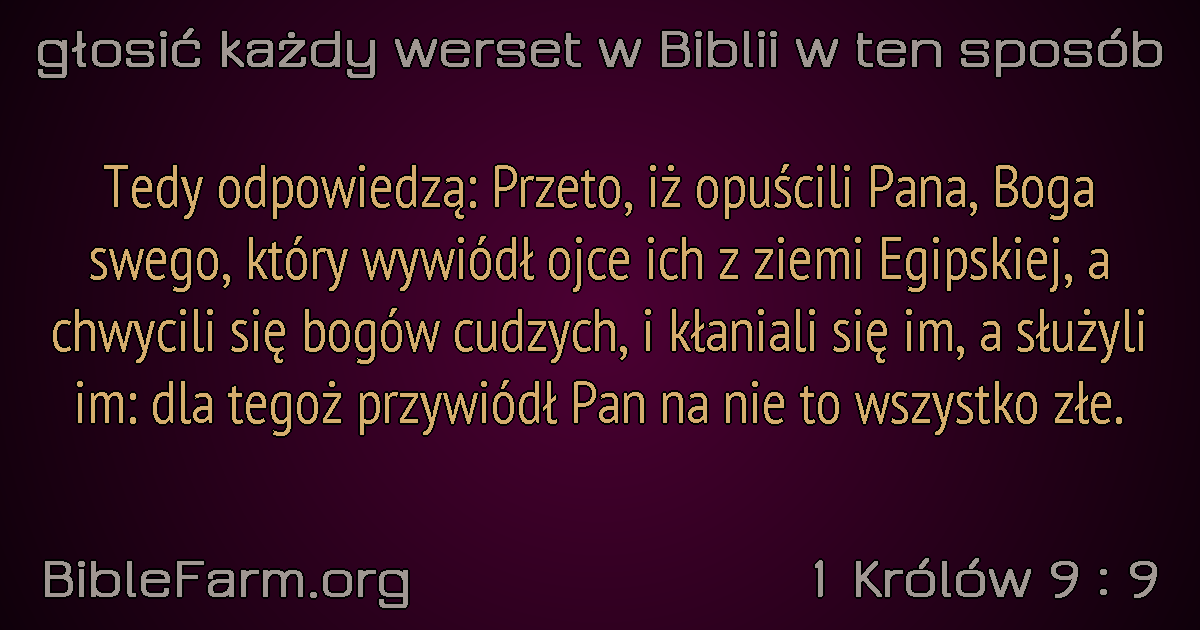 głosić każdy werset w Biblii w ten sposób
Tedy odpowiedzą: Przeto, iż opuścili Pana, Boga
swego, który wywiódł ojce ich z ziemi Egipskiej, a
chwycili się bogów cudzych, i kłaniali się im, a służyli
im: dla tegoż przywiódł Pan na nie to wszystko złe.
BibleFarm.org
1 Królów 9 : 9